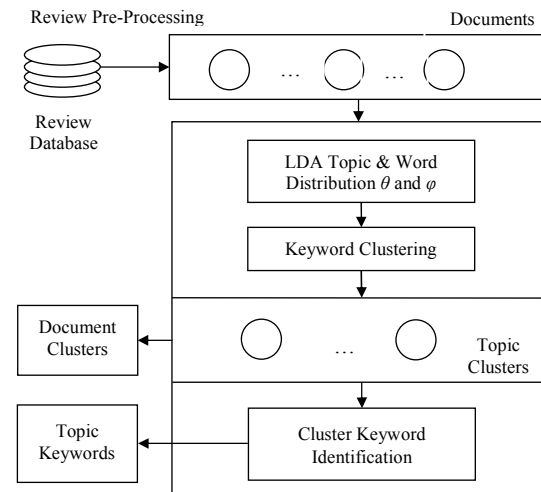 Review Pre-Processing
Documents
... ...
Review
Database
LDA Topic & Word
Distribution θ and φ
Keyword Clustering
Document
Clusters
...
Topic
Clusters
Topic
Keywords
Cluster Keyword
Identification